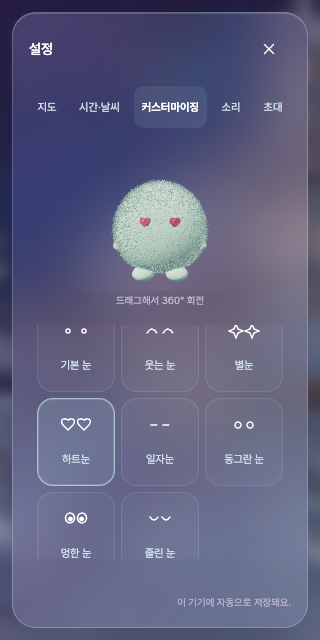 설정
지도 시간·날씨 커스터마이징 소리 초대
드래그해서 360° 회전
기본 눈 웃는 눈 별눈
하트눈 일자눈 동그란 눈
멍한 눈 졸린 눈
이 기기에 자동으로 저장돼요.